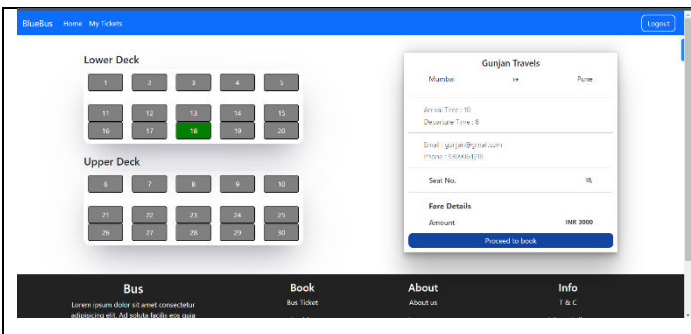 BlueBus Home My Tickets Logout
Lower Deck
1 2 3 4 5
11 12 13 14 15
16 17 18 19 20
Upper Deck
6 7 8 9 10
21 22 23 24 25
26 27 28 29 30
Gunjan Travels
Mumbai ↦ Pune
Arrival Time : 10
Departure Time : 8
Email : gunjan@gmail.com
Phone :
Seat No. 18,
Fare Details
Amount INR 3000
Proceed to book
Bus
Lorem ipsum dolor sit amet consectetur
adipisicing elit. Ad soluta facilis eos quia
Book
Bus Ticket
About
About us
Info
T & C